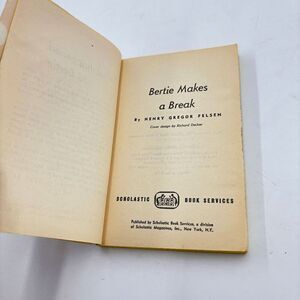 Bertie Makes
a Break
By HENRY GREGOR FELSEN
Cover design by Richard Decker
SCHOLASTIC BOOK SERVICES
Published by Scholastic Book Services, a division
of Scholastic Magazines, Inc., New York, N.Y.